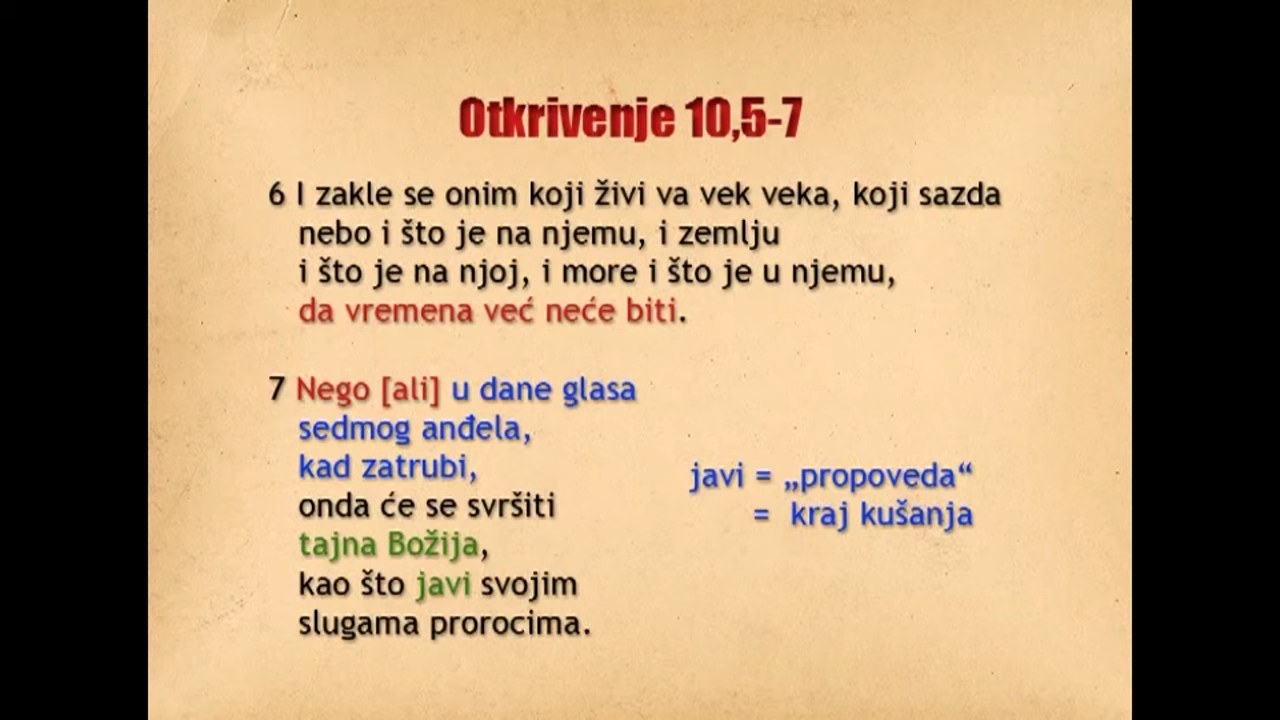 Otkrivenje 10,5-7
6 I zakle se onim koji živi va vek veka, koji sazda
nebo i što je na njemu, i zemlju
i što je na njoj, i more i što je u njemu,
da vremena već neće biti.
7 Nego [ali] u dane glasa
sedmog anđela,
kad zatrubi,
onda će se svršiti
tajna Božija,
kao što javi svojim
slugama prorocima.
javi = „propoveda“
= kraj kušanja